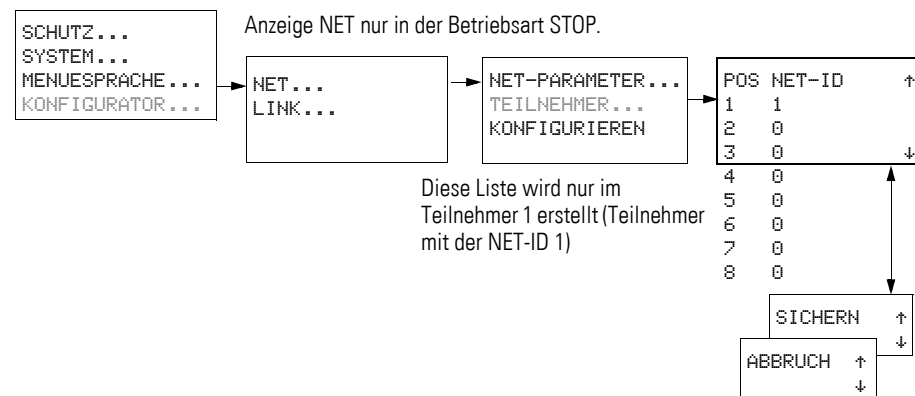 Anzeige NET nur in der Betriebsart STOP.
SCHUTZ...
SYSTEM...
MENUESPRACHE...
KONFIGURATOR...
NET...
LINK...
NET-PARAMETER...
TEILNEHMER...
KONFIGURIEREN
POS NET-ID ↑
1 1
2 0
3 0 ↓
4 0
5 0
6 0
7 0
8 0
Diese Liste wird nur im
Teilnehmer 1 erstellt (Teilnehmer
mit der NET-ID 1)
SICHERN ↑
↓
ABBRUCH ↑
↓